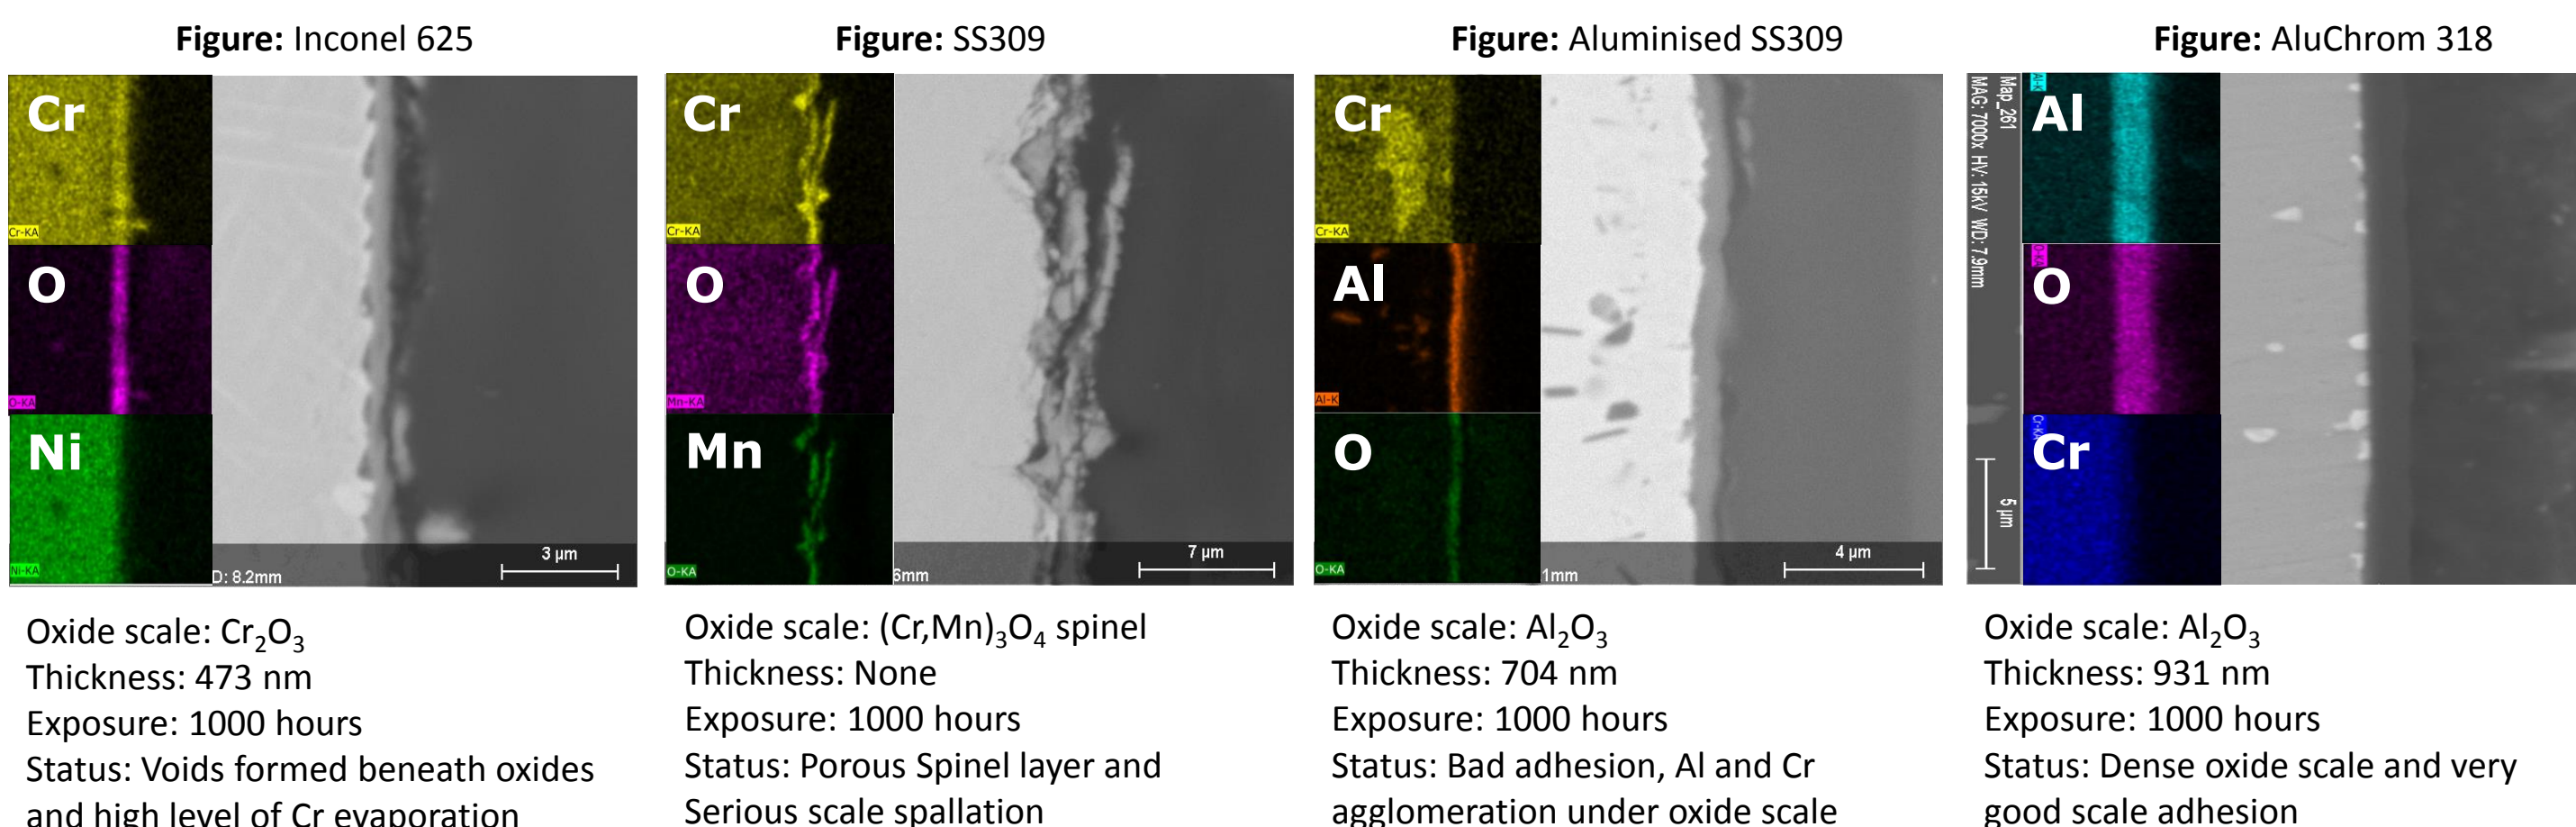 Figure: Inconel 625
Cr
Cr-KA
O
O-KA
Ni
Ni-KA
D: 8.2mm
3 µm
Oxide scale: Cr₂O₃
Thickness: 473 nm
Exposure: 1000 hours
Status: Voids formed beneath oxides
and high level of Cr evaporation
Figure: SS309
Cr
Cr-KA
O
Mn-KA
Mn
O-KA
6mm
7 µm
Oxide scale: (Cr,Mn)₃O₄ spinel
Thickness: None
Exposure: 1000 hours
Status: Porous Spinel layer and
Serious scale spallation
Figure: Aluminised SS309
Cr
Cr-KA
Al
Al-K
O
O-KA
1mm
4 µm
Oxide scale: Al₂O₃
Thickness: 704 nm
Exposure: 1000 hours
Status: Bad adhesion, Al and Cr
agglomeration under oxide scale
Figure: AluChrom 318
Map_261
MAG: 7000x HV: 15kV WD: 7.9mm
5 µm
Al-K
Al
O-KA
O
Cr-KA
Cr
Oxide scale: Al₂O₃
Thickness: 931 nm
Exposure: 1000 hours
Status: Dense oxide scale and very
good scale adhesion